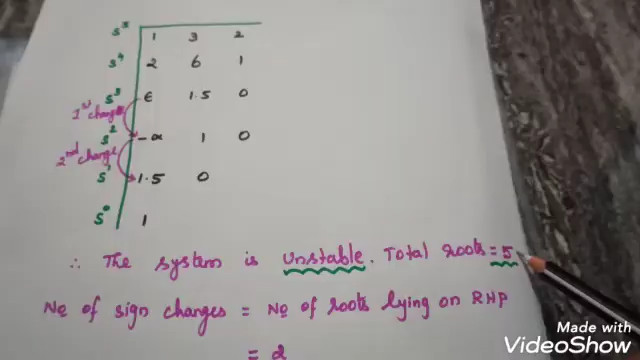 s⁵ 1 3 2
s⁴ 2 6 1
s³ ϵ 1.5 0
1st change
s² -∝ 1 0
2nd change
s¹ 1.5 0
s⁰ 1
∴ The system is unstable. Total roots = 5
No of sign changes = No of roots lying on RHP
= 2
Made with
VideoShow